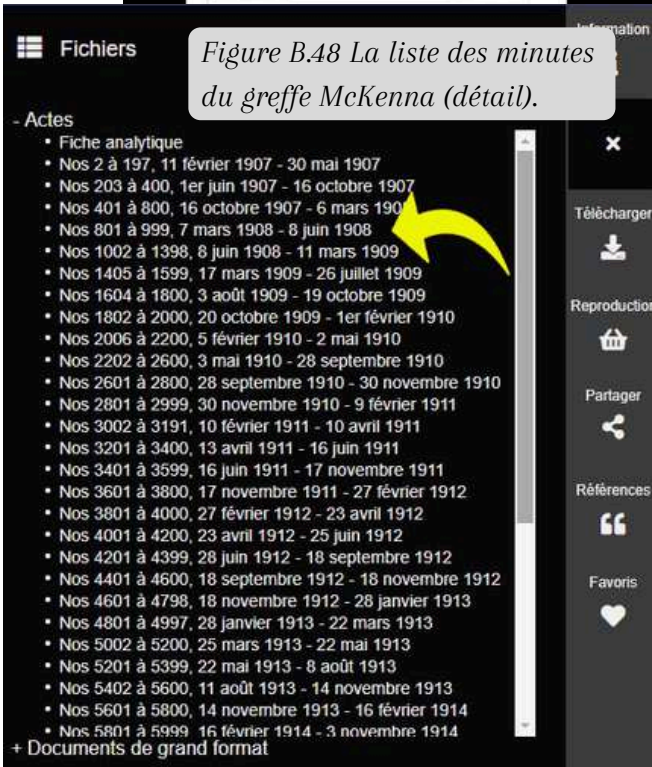 Fichiers
Figure B.48 La liste des minutes
du greffe McKenna (détail).
- Actes
• Fiche analytique
• Nos 2 à 197, 11 février 1907 - 30 mai 1907
• Nos 203 à 400, 1er juin 1907 - 16 octobre 1907
• Nos 401 à 800, 16 octobre 1907 - 6 mars
• Nos 801 à 999, 7 mars 1908 - 8 juin 1908
• Nos 1002 à 1398, 8 juin 1908 - 11 mars 1909
• Nos 1405 à 1599, 17 mars 1909 - 26 juillet 1909
• Nos 1604 à 1800, 3 août 1909 - 19 octobre 1909
• Nos 1802 à 2000, 20 octobre 1909 - 1er février 1910
• Nos 2006 à 2200, 5 février 1910 - 2 mai 1910
• Nos 2202 à 2600, 3 mai 1910 - 28 septembre 1910
• Nos 2601 à 2800, 28 septembre 1910 - 30 novembre 1910
• Nos 2801 à 2999, 30 novembre 1910 - 9 février 1911
• Nos 3002 à 3191, 10 février 1911 - 10 avril 1911
• Nos 3201 à 3400, 13 avril 1911 - 16 juin 1911
• Nos 3401 à 3599, 16 juin 1911 - 17 novembre 1911
• Nos 3601 à 3800, 17 novembre 1911 - 27 février 1912
• Nos 3801 à 4000, 27 février 1912 - 23 avril 1912
• Nos 4001 à 4200, 23 avril 1912 - 25 juin 1912
• Nos 4201 à 4399, 28 juin 1912 - 18 septembre 1912
• Nos 4401 à 4600, 18 septembre 1912 - 18 novembre 1912
• Nos 4601 à 4798, 18 novembre 1912 - 28 janvier 1913
• Nos 4801 à 4997, 28 janvier 1913 - 22 mars 1913
• Nos 5002 à 5200, 25 mars 1913 - 22 mai 1913
• Nos 5201 à 5399, 22 mai 1913 - 8 août 1913
• Nos 5402 à 5600, 11 août 1913 - 14 novembre 1913
• Nos 5601 à 5800, 14 novembre 1913 - 16 février 1914
• Nos 5801 à 5999, 16 février 1914 - 3 novembre 1914
+ Documents de grand format
Télécharger
Reproduction
Partager
Références
Favoris